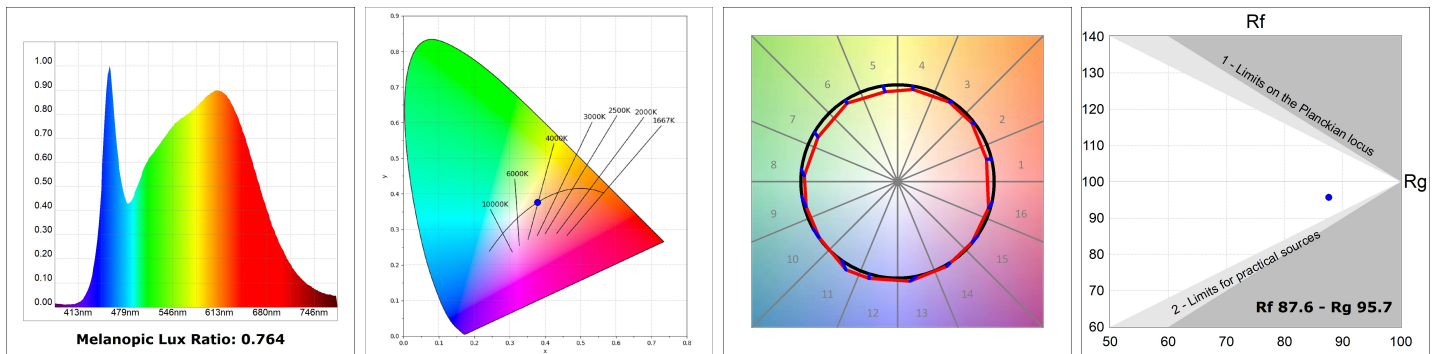 1.00
0.90
0.80
0.70
0.60
0.50
0.40
0.30
0.20
0.10
0.00
413nm 479nm 546nm 613nm 680nm 746nm
Melanopic Lux Ratio: 0.764
0.9
0.8
0.7
0.6
0.5
0.4
0.3
0.2
0.1
0.0
y
0.0 0.1 0.2 0.3 0.4 0.5 0.6 0.7 0.8
x
1667K
2000K
2500K
3000K
4000K
6000K
10000K
1
2
3
4
5
6
7
8
9
10
11
12
13
14
15
16
Rf
140
130
120
110
100
90
80
70
60
Rg
1 - Limits on the Planckian locus
2 - Limits for practical sources
Rf 87.6 - Rg 95.7
50 60 70 80 90 100